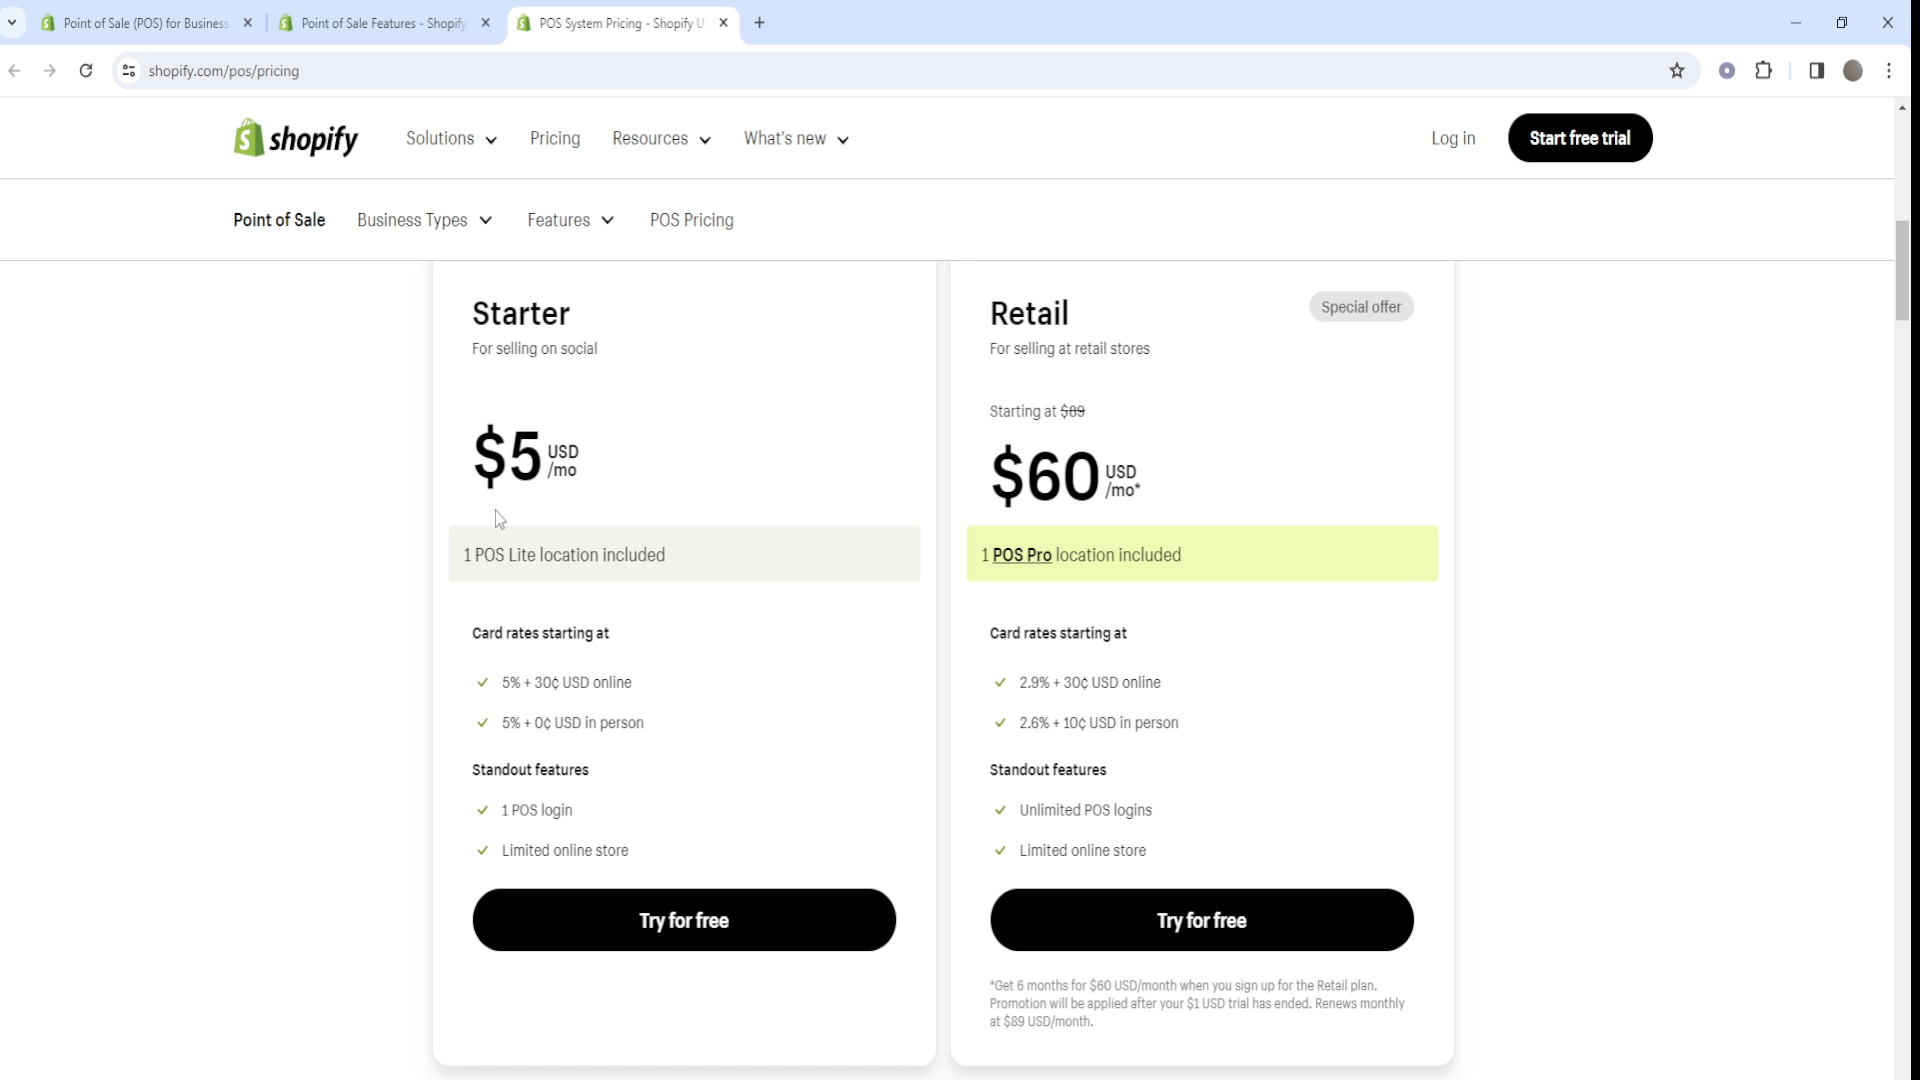 Point of Sale (POS) for Business
Point of Sale Features - Shopify
POS System Pricing - Shopify U
shopify.com/pos/pricing
shopify
Solutions
Pricing
Resources
What's new
Log in
Start free trial
Point of Sale
Business Types
Features
POS Pricing
Starter
For selling on social
$5 USD
/mo
1 POS Lite location included
Card rates starting at
5% + 30¢ USD online
5% + 0¢ USD in person
Standout features
1 POS login
Limited online store
Try for free
Retail
Special offer
For selling at retail stores
Starting at $89
$60 USD
/mo*
1 POS Pro location included
Card rates starting at
2.9% + 30¢ USD online
2.6% + 10¢ USD in person
Standout features
Unlimited POS logins
Limited online store
Try for free
*Get 6 months for $60 USD/month when you sign up for the Retail plan.
Promotion will be applied after your $1 USD trial has ended. Renews monthly
at $89 USD/month.